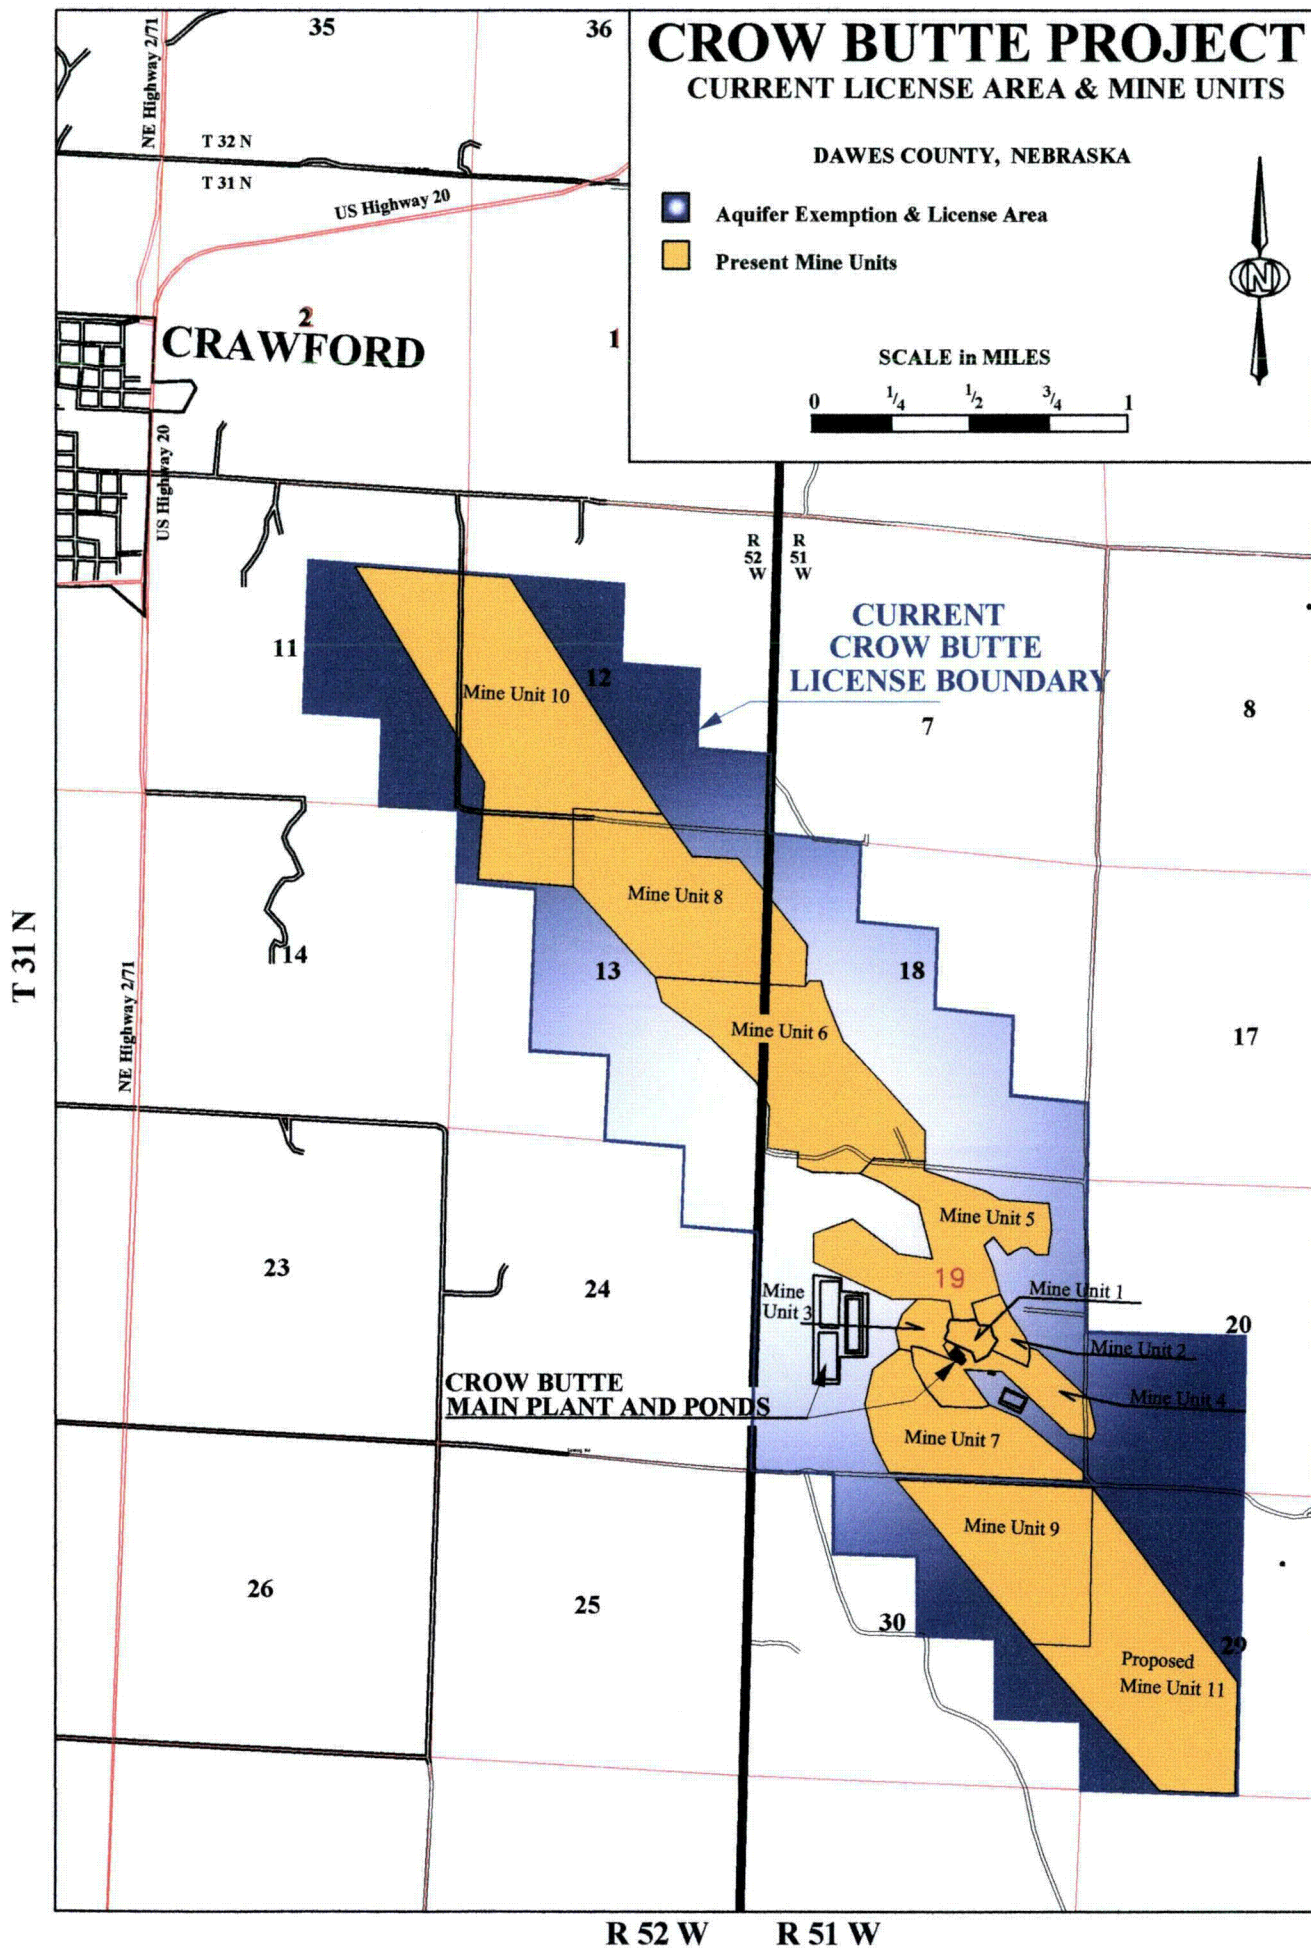 35
36
CROW BUTTE PROJECT
CURRENT LICENSE AREA & MINE UNITS
DAWES COUNTY, NEBRASKA
Aquifer Exemption & License Area
Present Mine Units
N
SCALE in MILES
0 1/4 1/2 3/4 1
NE Highway 2/71
T 32 N
T 31 N
US Highway 20
2
1
CRAWFORD
US Highway 20
R 52 W
R 51 W
CURRENT
CROW BUTTE
LICENSE BOUNDARY
11
12
7
8
Mine Unit 10
Mine Unit 8
14
13
18
17
T 31 N
NE Highway 2/71
Mine Unit 6
Mine Unit 5
23
24
19
20
Mine Unit 3
Mine Unit 1
Mine Unit 2
Mine Unit 4
CROW BUTTE
MAIN PLANT AND PONDS
Mine Unit 7
Mine Unit 9
26
25
30
29
Proposed
Mine Unit 11
R 52 W
R 51 W